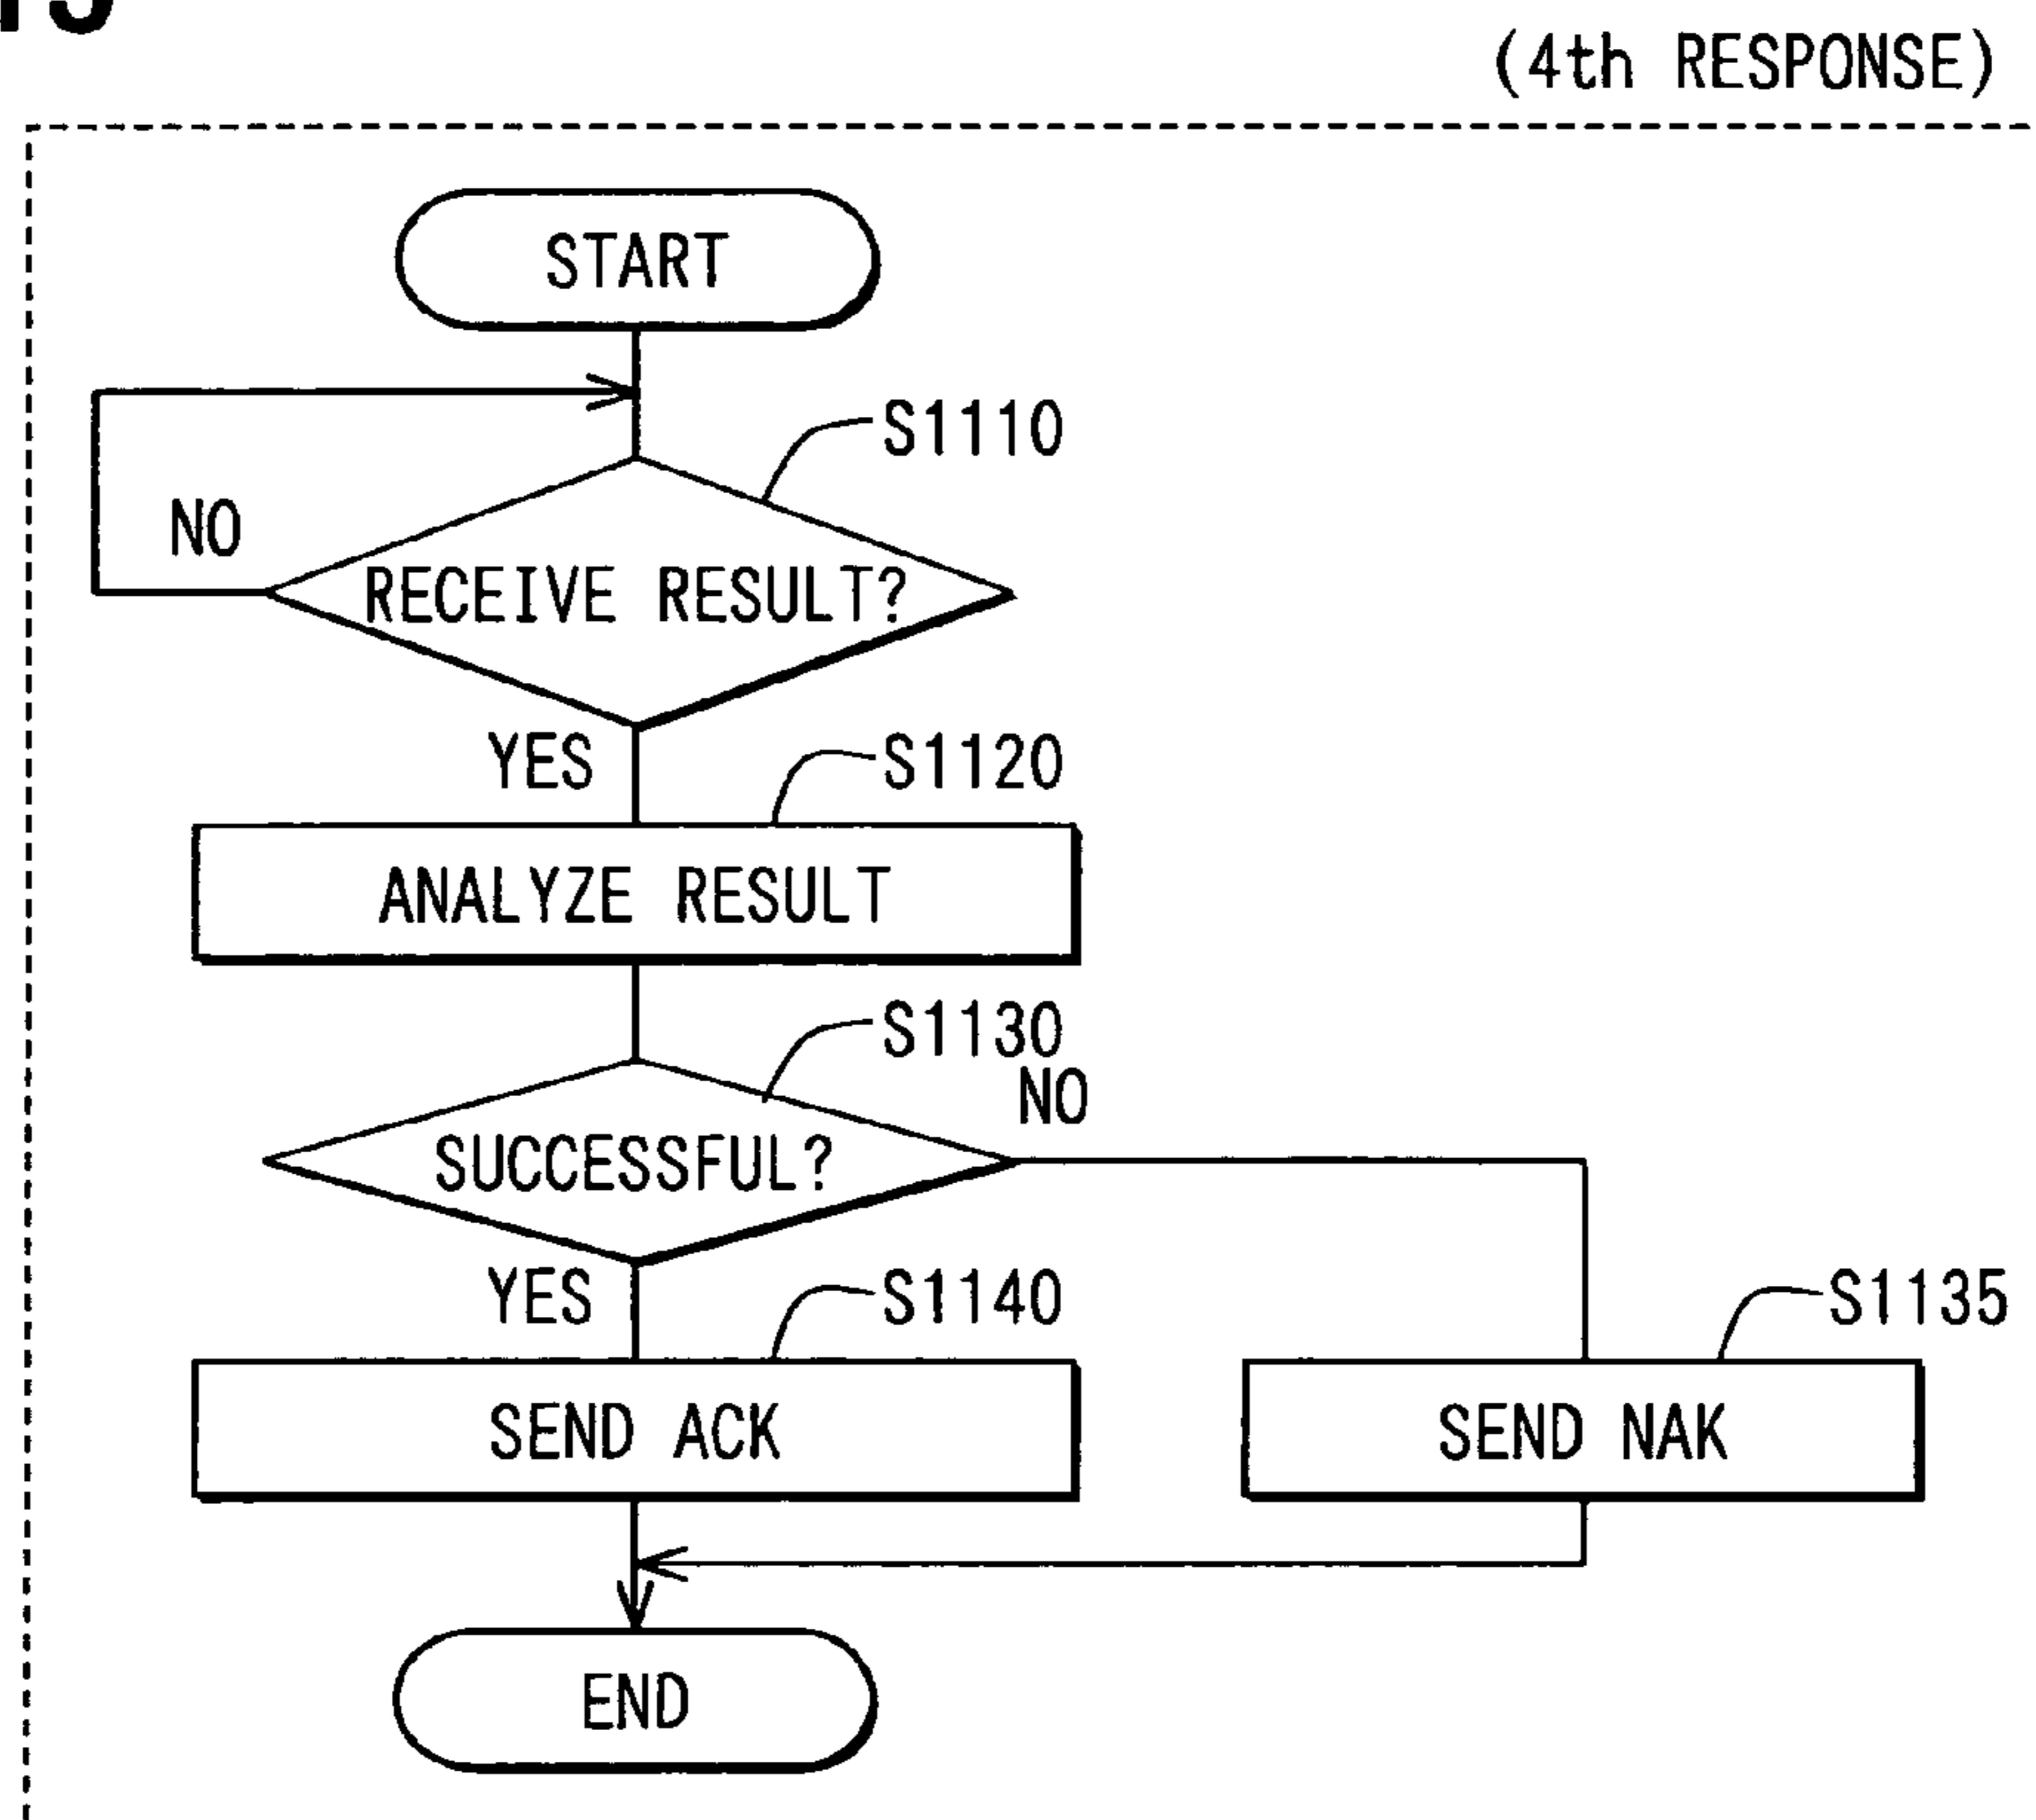 (4th RESPONSE)
START
S1110
NO
RECEIVE RESULT?
YES
S1120
ANALYZE RESULT
S1130
NO
SUCCESSFUL?
YES
S1140
S1135
SEND ACK
SEND NAK
END